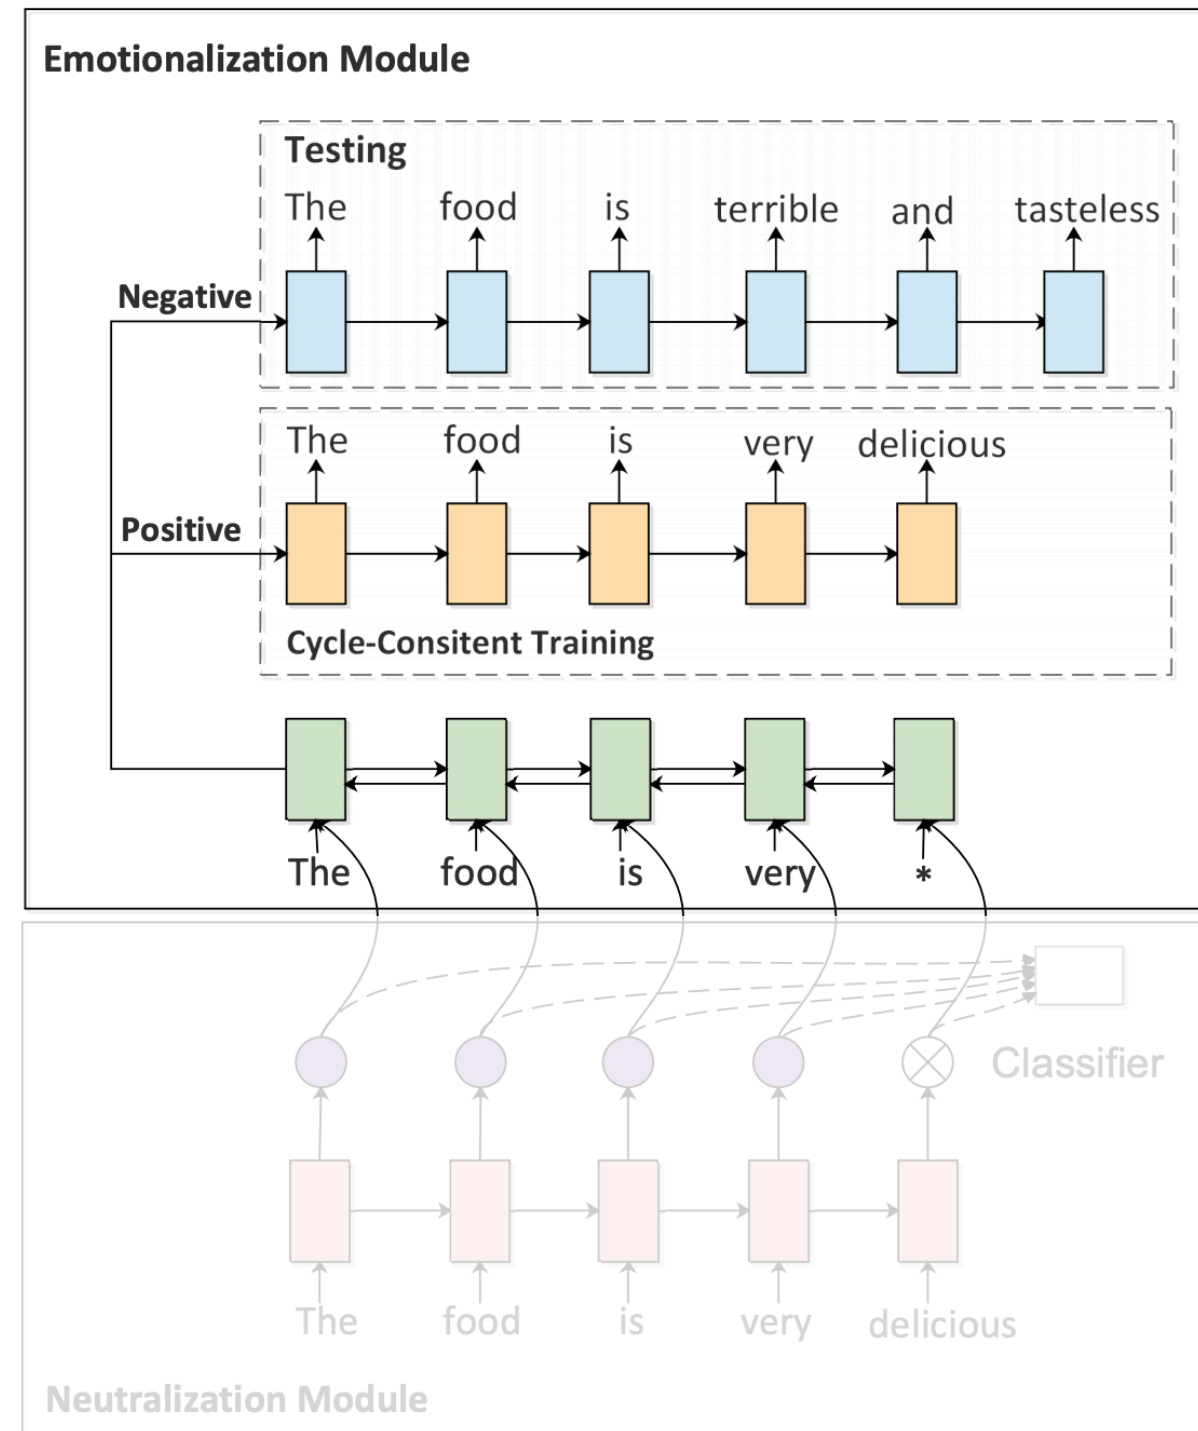 Emotionalization Module
Testing
The food is terrible and tasteless
Negative
The food is very delicious
Positive
Cycle-Consitent Training
The food is very *
Classifier
The food is very delicious
Neutralization Module